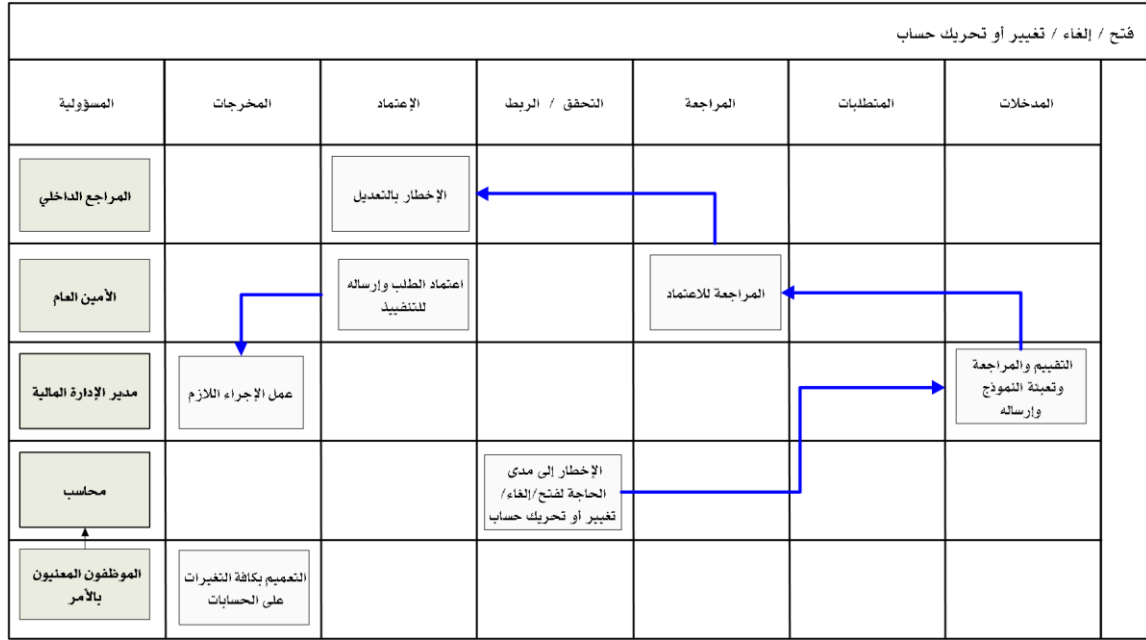 فتح / إلغاء / تغيير أو تحريك حساب
المدخلات
المتطلبات
المراجعة
التحقق / الربط
الإعتماد
المخرجات
المسؤولية
الإخطار بالتعديل
المراجع الداخلي
المراجعة للاعتماد
اعتماد الطلب وإرساله
للتنفييذ
الأمين العام
التقييم والمراجعة
وتعبئة النموذج
وإرساله
عمل الإجراء اللازم
مدير الإدارة المالية
الإخطار إلى مدى
الحاجة لفتح/إلغاء/
تغيير أو تحريك حساب
محاسب
التعميم بكافة التغيرات
على الحسابات
الموظفون المعنيون
بالأمر